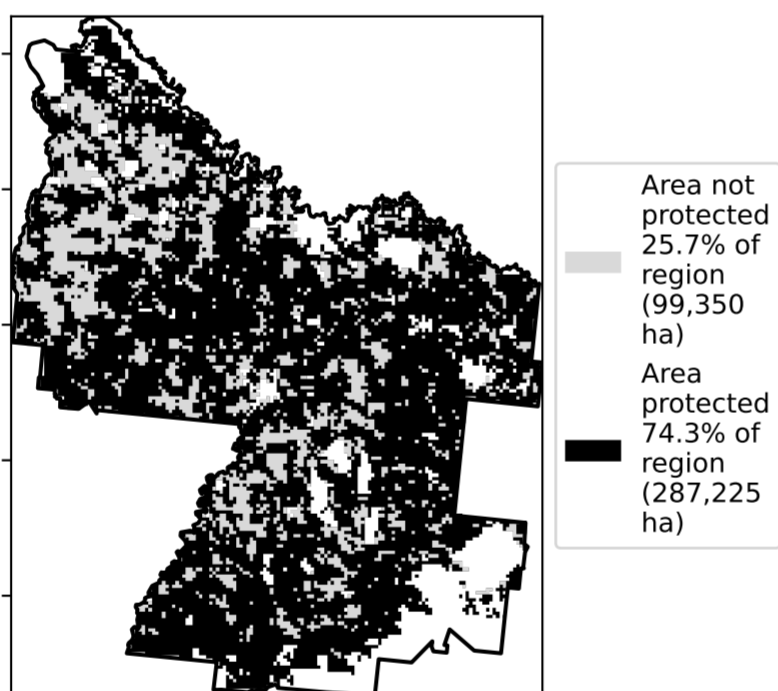 Area not
protected
25.7% of
region
(99,350
ha)
Area
protected
74.3% of
region
(287,225
ha)